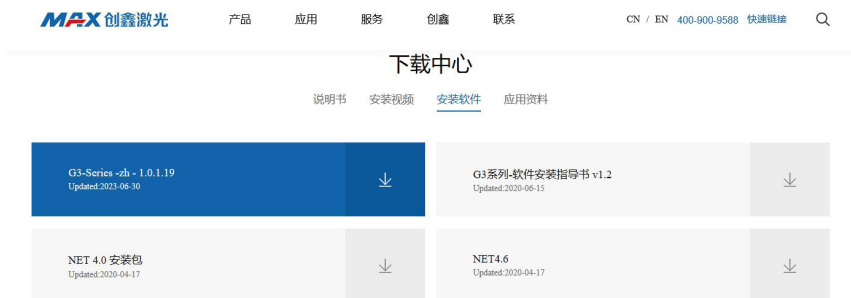 MAX 创鑫激光
产品 应用 服务 创鑫 联系
CN / EN 400-900-9588 快速链接
下载中心
说明书 安装视频 安装软件 应用资料
G3-Series -zh - 1.0.1.19
Updated:2023-06-30
G3系列-软件安装指导书 v1.2
Updated:2020-06-15
NET 4.0 安装包
Updated:2020-04-17
NET4.6
Updated:2020-04-17